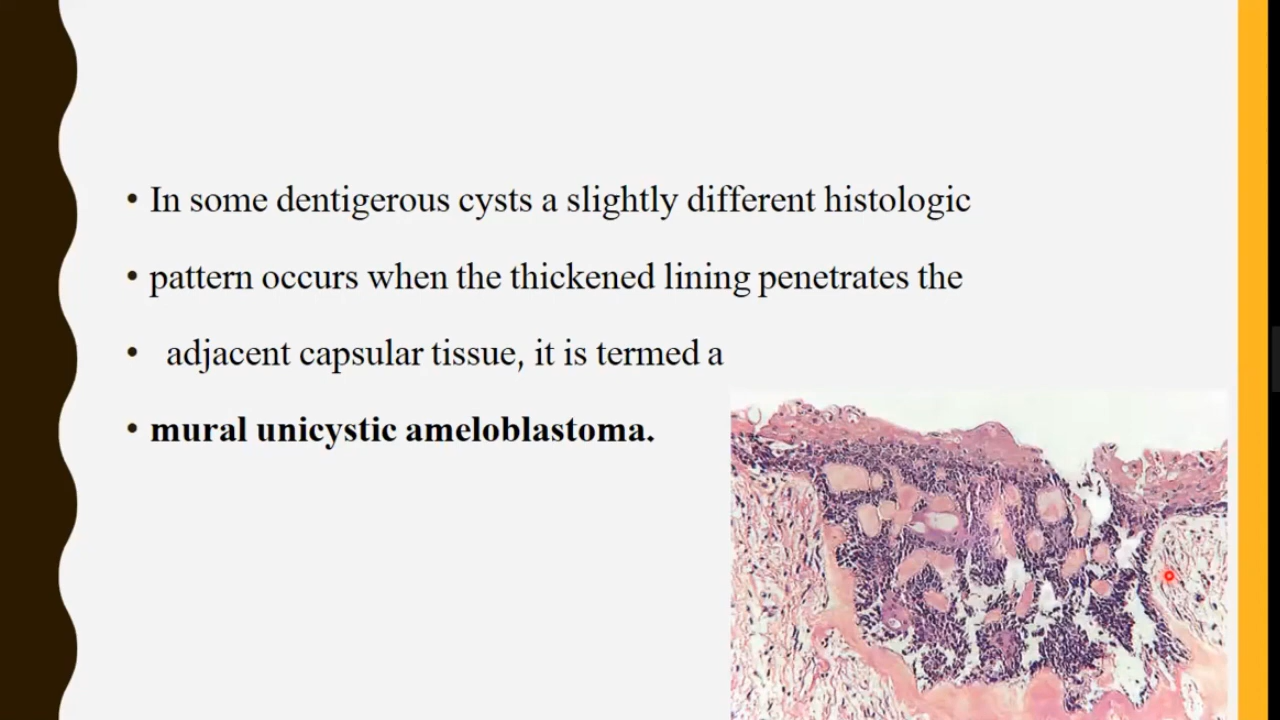 • In some dentigerous cysts a slightly different histologic
• pattern occurs when the thickened lining penetrates the
• adjacent capsular tissue, it is termed a
• mural unicystic ameloblastoma.